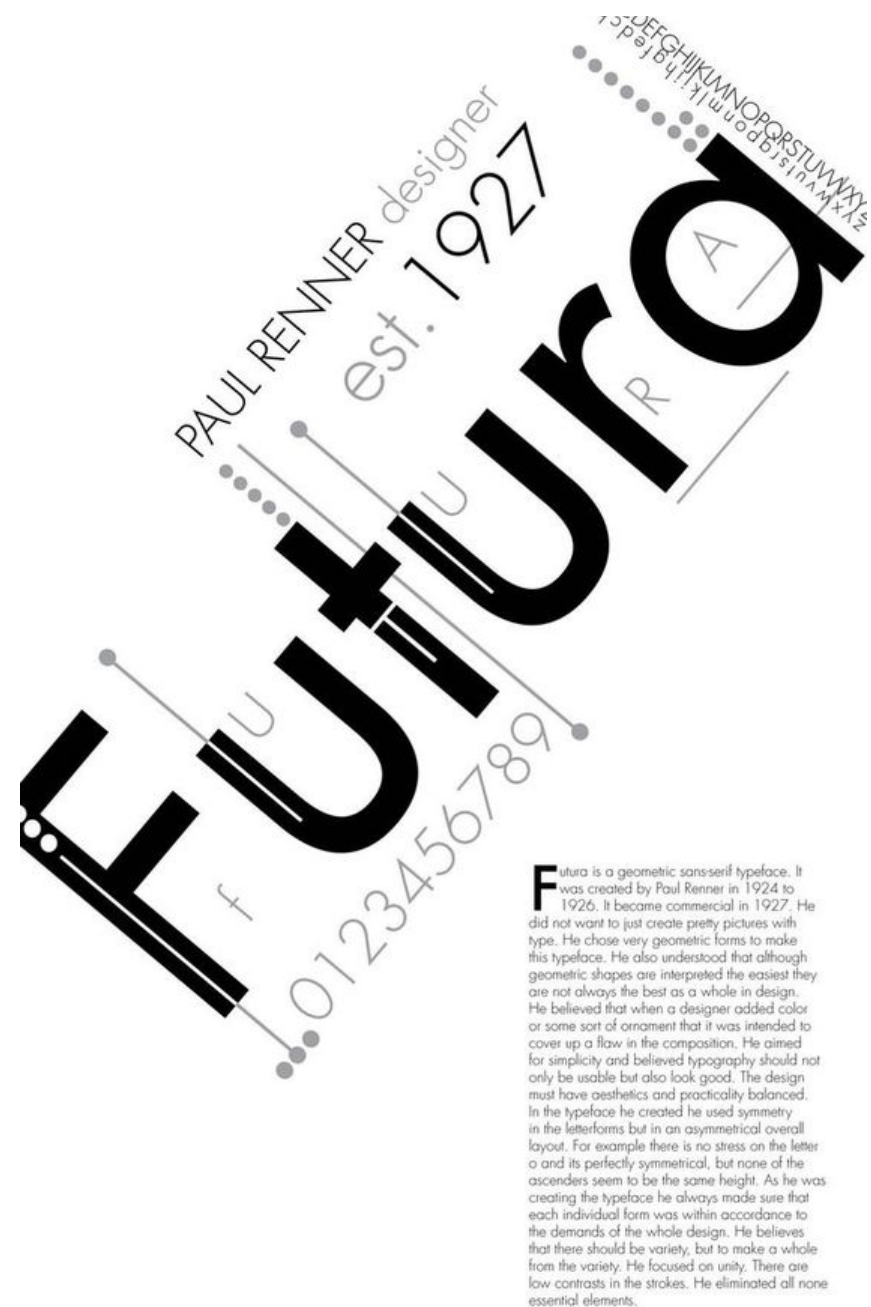 PAUL RENNER designer
est. 1927
Futura
f U U R A
0123456789
DEFGHIJKLMNOPQRSTUVWXYZ
zyxwvutsrqponmlkjihgfedc
Futura is a geometric sans-serif typeface. It
was created by Paul Renner in 1924 to
1926. It became commercial in 1927. He
did not want to just create pretty pictures with
type. He chose very geometric forms to make
this typeface. He also understood that although
geometric shapes are interpreted the easiest they
are not always the best as a whole in design.
He believed that when a designer added color
or some sort of ornament that it was intended to
cover up a flaw in the composition. He aimed
for simplicity and believed typography should not
only be usable but also look good. The design
must have aesthetics and practicality balanced.
In the typeface he created he used symmetry
in the letterforms but in an asymmetrical overall
layout. For example there is no stress on the letter
o and its perfectly symmetrical, but none of the
ascenders seem to be the same height. As he was
creating the typeface he always made sure that
each individual form was within accordance to
the demands of the whole design. He believes
that there should be variety, but to make a whole
from the variety. He focused on unity. There are
low contrasts in the strokes. He eliminated all none
essential elements.